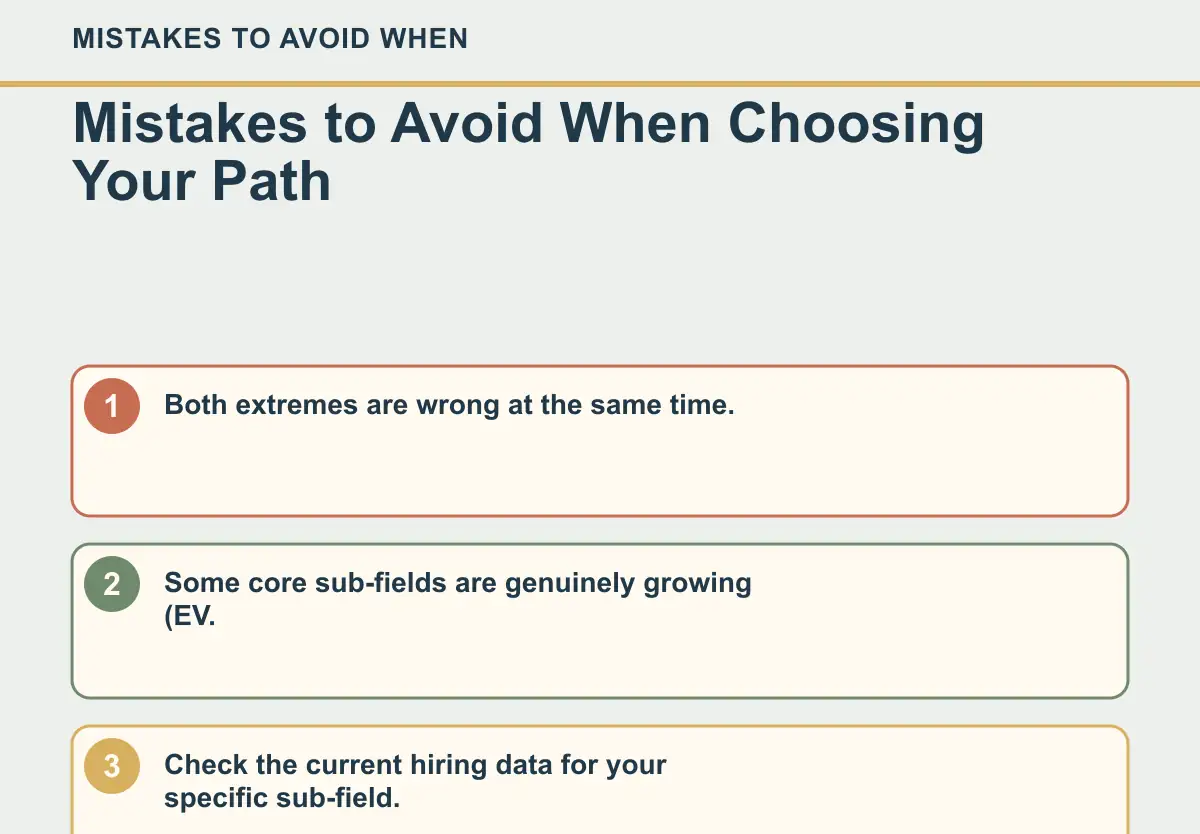 MISTAKES TO AVOID WHEN
Mistakes to Avoid When Choosing
Your Path
1
Both extremes are wrong at the same time.
2
Some core sub-fields are genuinely growing
(EV.
3
Check the current hiring data for your
specific sub-field.